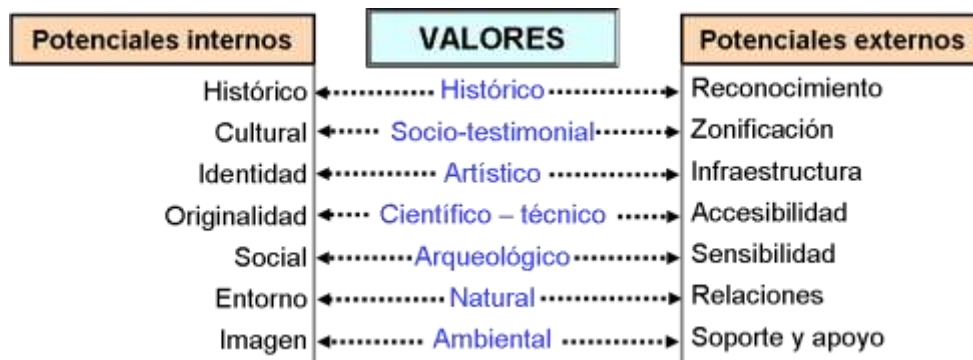 Potenciales internos VALORES Potenciales externos
Histórico Histórico Reconocimiento
Cultural Socio-testimonial Zonificación
Identidad Artístico Infraestructura
Originalidad Científico – técnico Accesibilidad
Social Arqueológico Sensibilidad
Entorno Natural Relaciones
Imagen Ambiental Soporte y apoyo